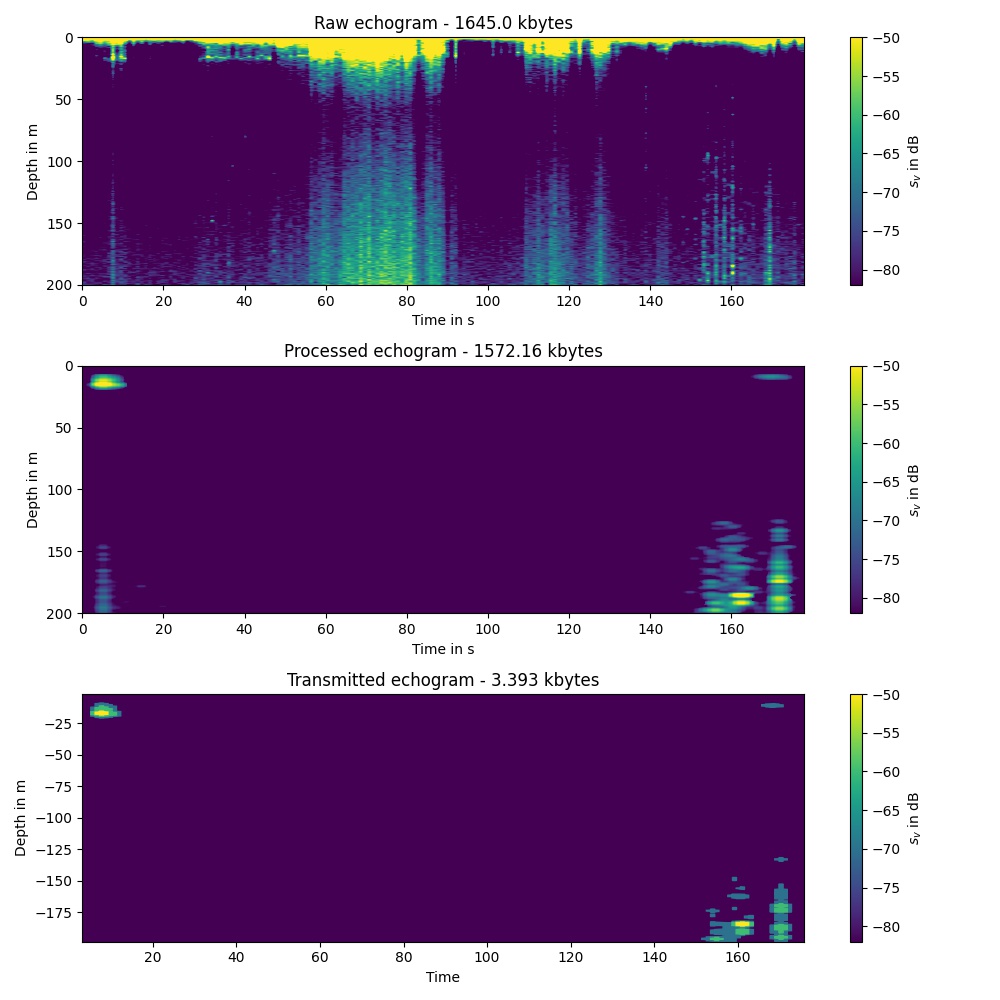 Raw echogram - 1645.0 kbytes
0
50
100
150
200
Depth in m
0 20 40 60 80 100 120 140 160
Time in s
−50
−55
−60
−65
−70
−75
−80
sv in dB
Processed echogram - 1572.16 kbytes
0
50
100
150
200
Depth in m
0 20 40 60 80 100 120 140 160
Time in s
−50
−55
−60
−65
−70
−75
−80
sv in dB
Transmitted echogram - 3.393 kbytes
−25
−50
−75
−100
−125
−150
−175
Depth in m
20 40 60 80 100 120 140 160
Time
−50
−55
−60
−65
−70
−75
−80
sv in dB